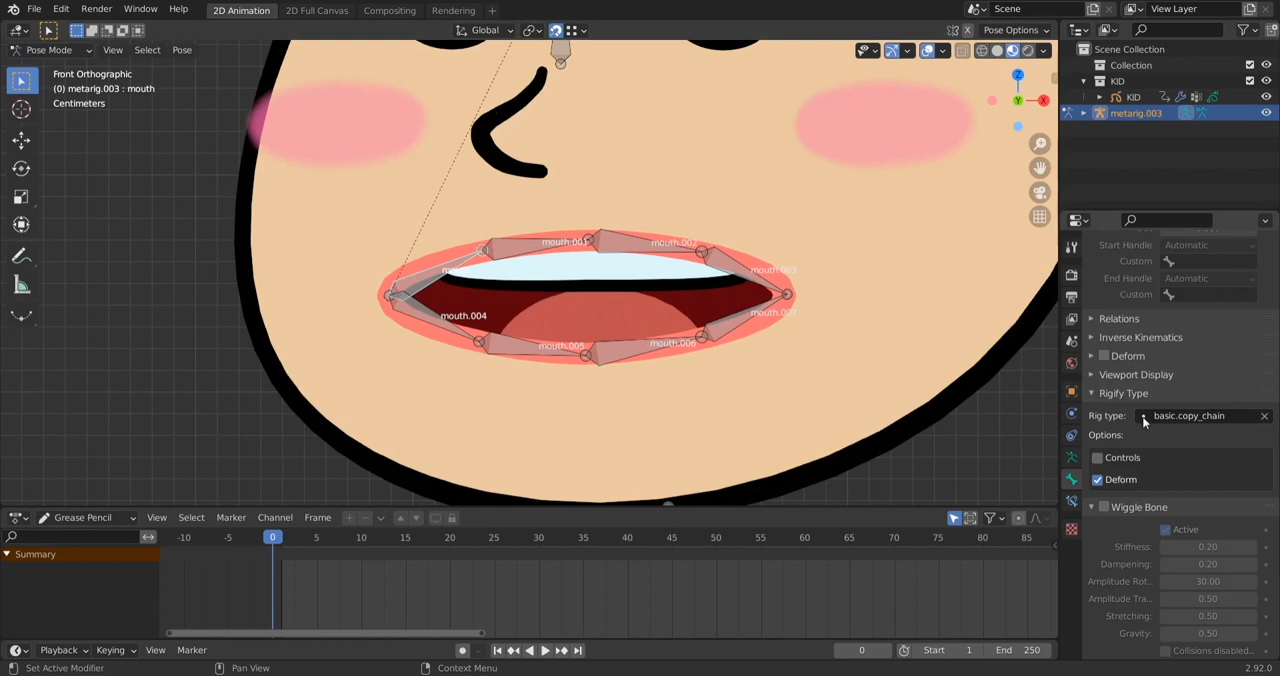 File Edit Render Window Help 2D Animation 2D Full Canvas Compositing Rendering + Scene View Layer
Global
Pose Mode View Select Pose Pose Options
X
Front Orthographic
(0) metarig.003 : mouth
Centimeters
Z
Y
X
mouth.001
mouth.002
mouth.003
mouth.004
mouth.005
mouth.006
mouth.007
Scene Collection
Collection
KID
KID
metarig.003
Start Handle Automatic
Custom
End Handle Automatic
Custom
Relations
Inverse Kinematics
Deform
Viewport Display
Rigify Type
Rig type: basic.copy_chain
Options:
Controls
Deform
Wiggle Bone
Active
Stiffness: 0.20
Dampening: 0.20
Amplitude Rot... 30.00
Amplitude Tra... 0.50
Stretching: 0.50
Gravity: 0.50
Collisions disabled...
Grease Pencil View Select Marker Channel Frame
-10 -5 0 5 10 15 20 25 30 35 40 45 50 55 60 65 70 75 80 85
Summary
Playback Keying View Marker 0 Start 1 End 250
Set Active Modifier Pan View Context Menu 2.92.0